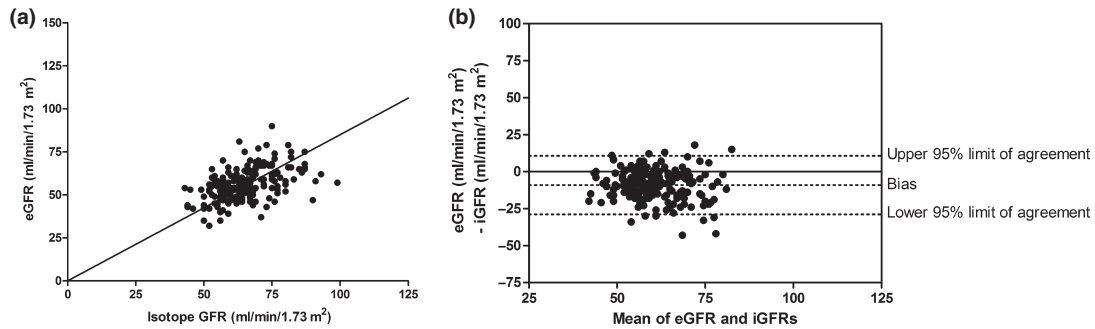 (a)
150
125
100
75
50
25
0
eGFR (ml/min/1.73 m²)
0 25 50 75 100 125
Isotope GFR (ml/min/1.73 m²)
(b)
100
75
50
25
0
−25
−50
−75
eGFR (ml/min/1.73 m²)
- iGFR (ml/min/1.73 m²)
Upper 95% limit of agreement
Bias
Lower 95% limit of agreement
25 50 75 100 125
Mean of eGFR and iGFRs